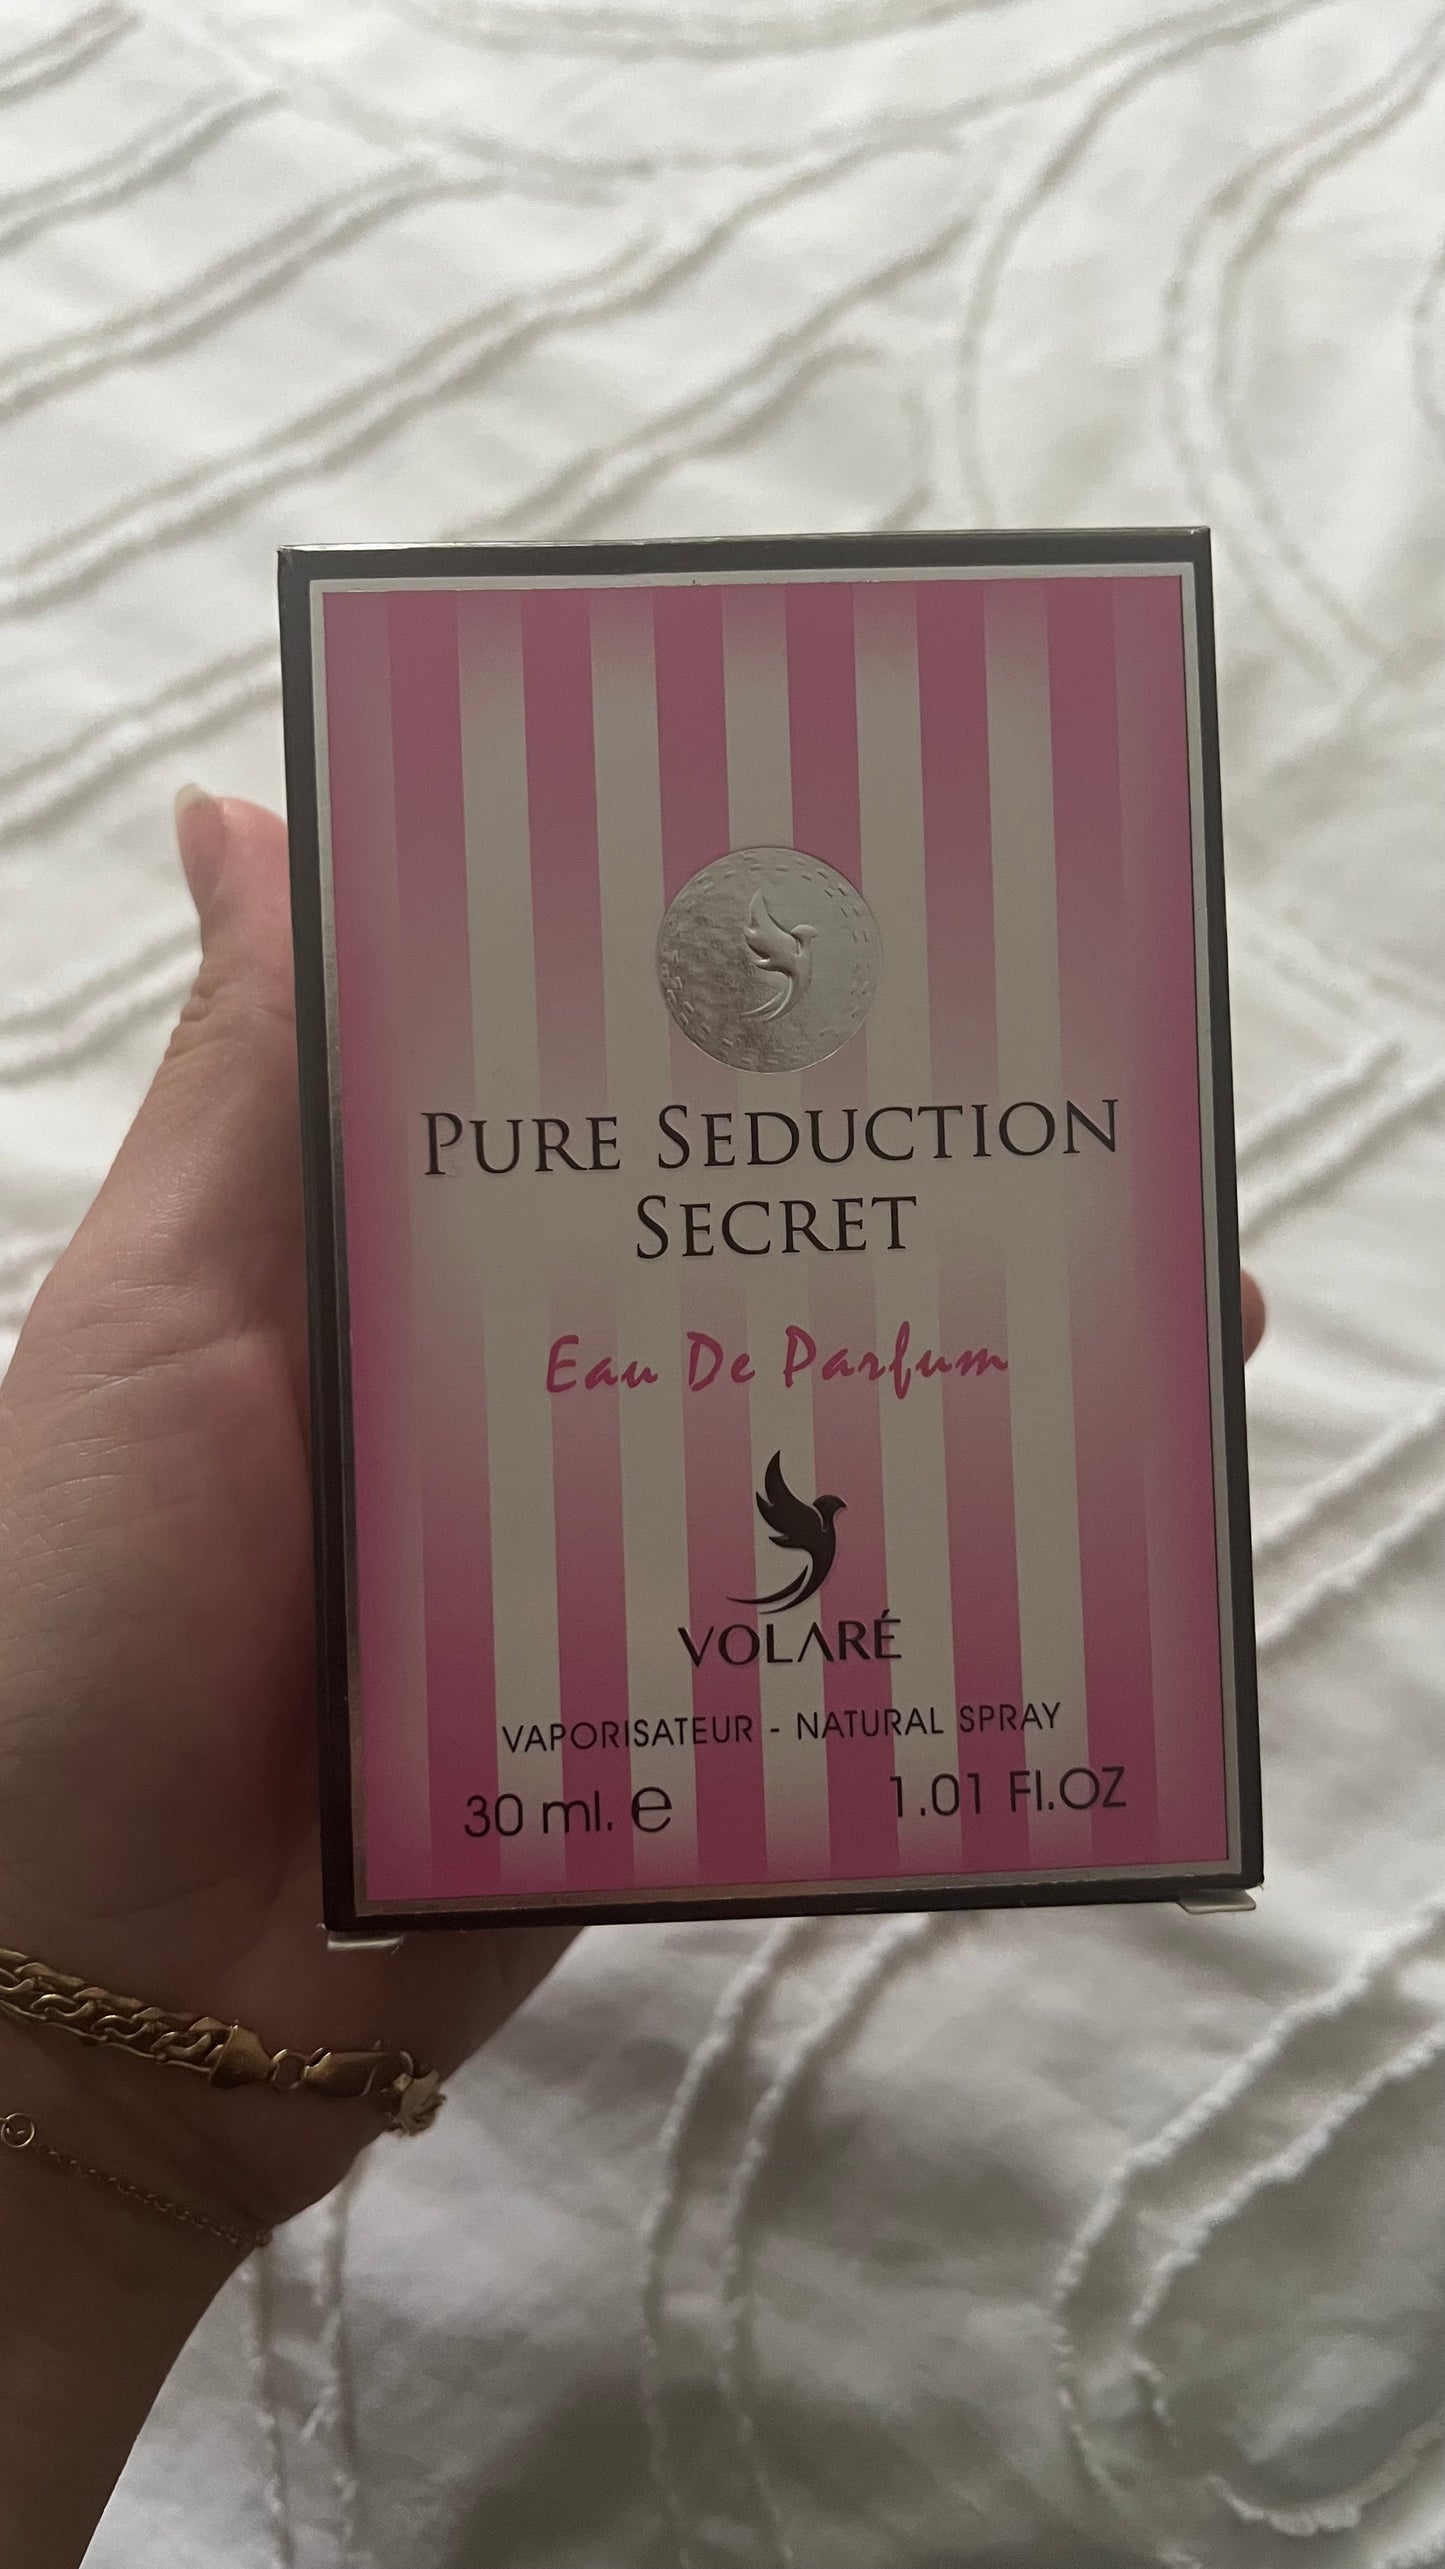 PURE SEDUCTION
SECRET
Eau De Parfum
VOLARÉ
VAPORISATEUR - NATURAL SPRAY
30 ml. e 1.01 Fl.OZ